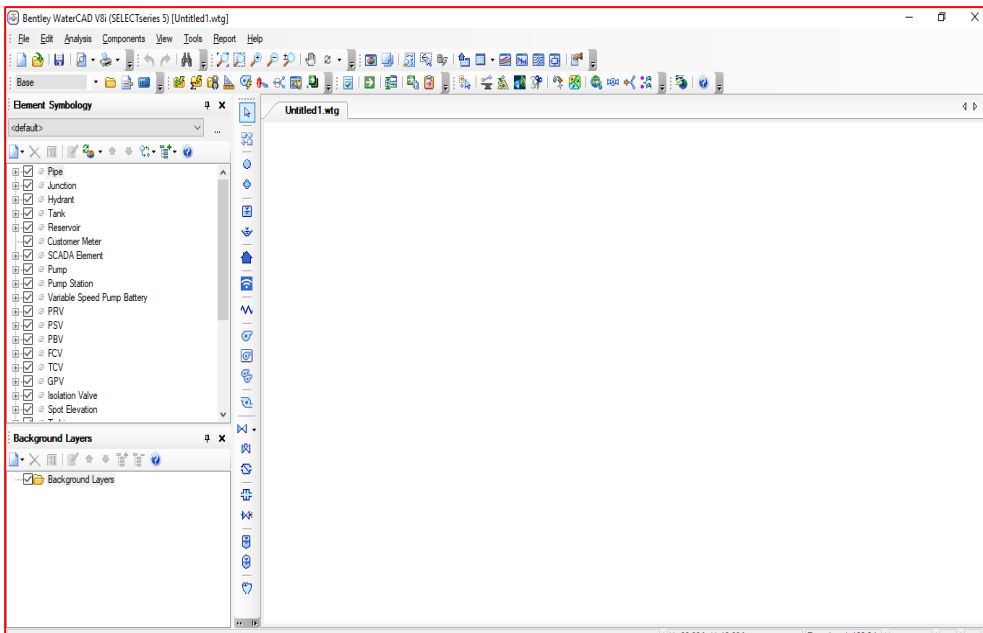 Bentley WaterCAD V8i (SELECTseries 5) [Untitled1.wtg]
File Edit Analysis Components View Tools Report Help
Base
Element Symbology
Untitled1.wtg
<default>
Pipe
Junction
Hydrant
Tank
Reservoir
Customer Meter
SCADA Element
Pump
Pump Station
Variable Speed Pump Battery
PRV
PSV
PBV
FCV
TCV
GPV
Isolation Valve
Spot Elevation
Background Layers
Background Layers